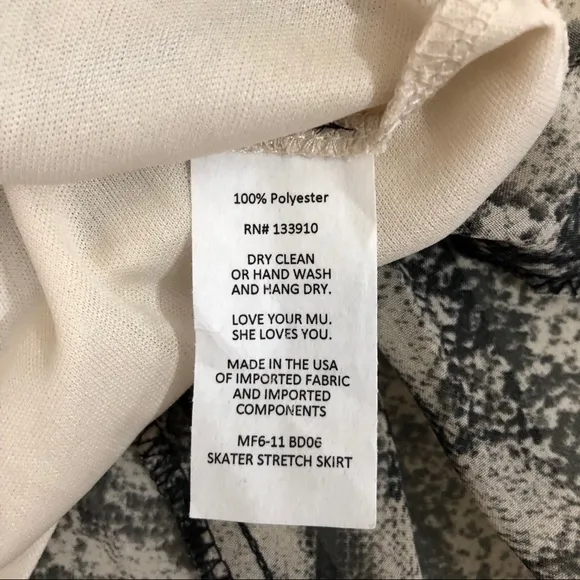 100% Polyester
RN# 133910
DRY CLEAN
OR HAND WASH
AND HANG DRY.
LOVE YOUR MU.
SHE LOVES YOU.
MADE IN THE USA
OF IMPORTED FABRIC
AND IMPORTED
COMPONENTS
MF6-11 BD06
SKATER STRETCH SKIRT